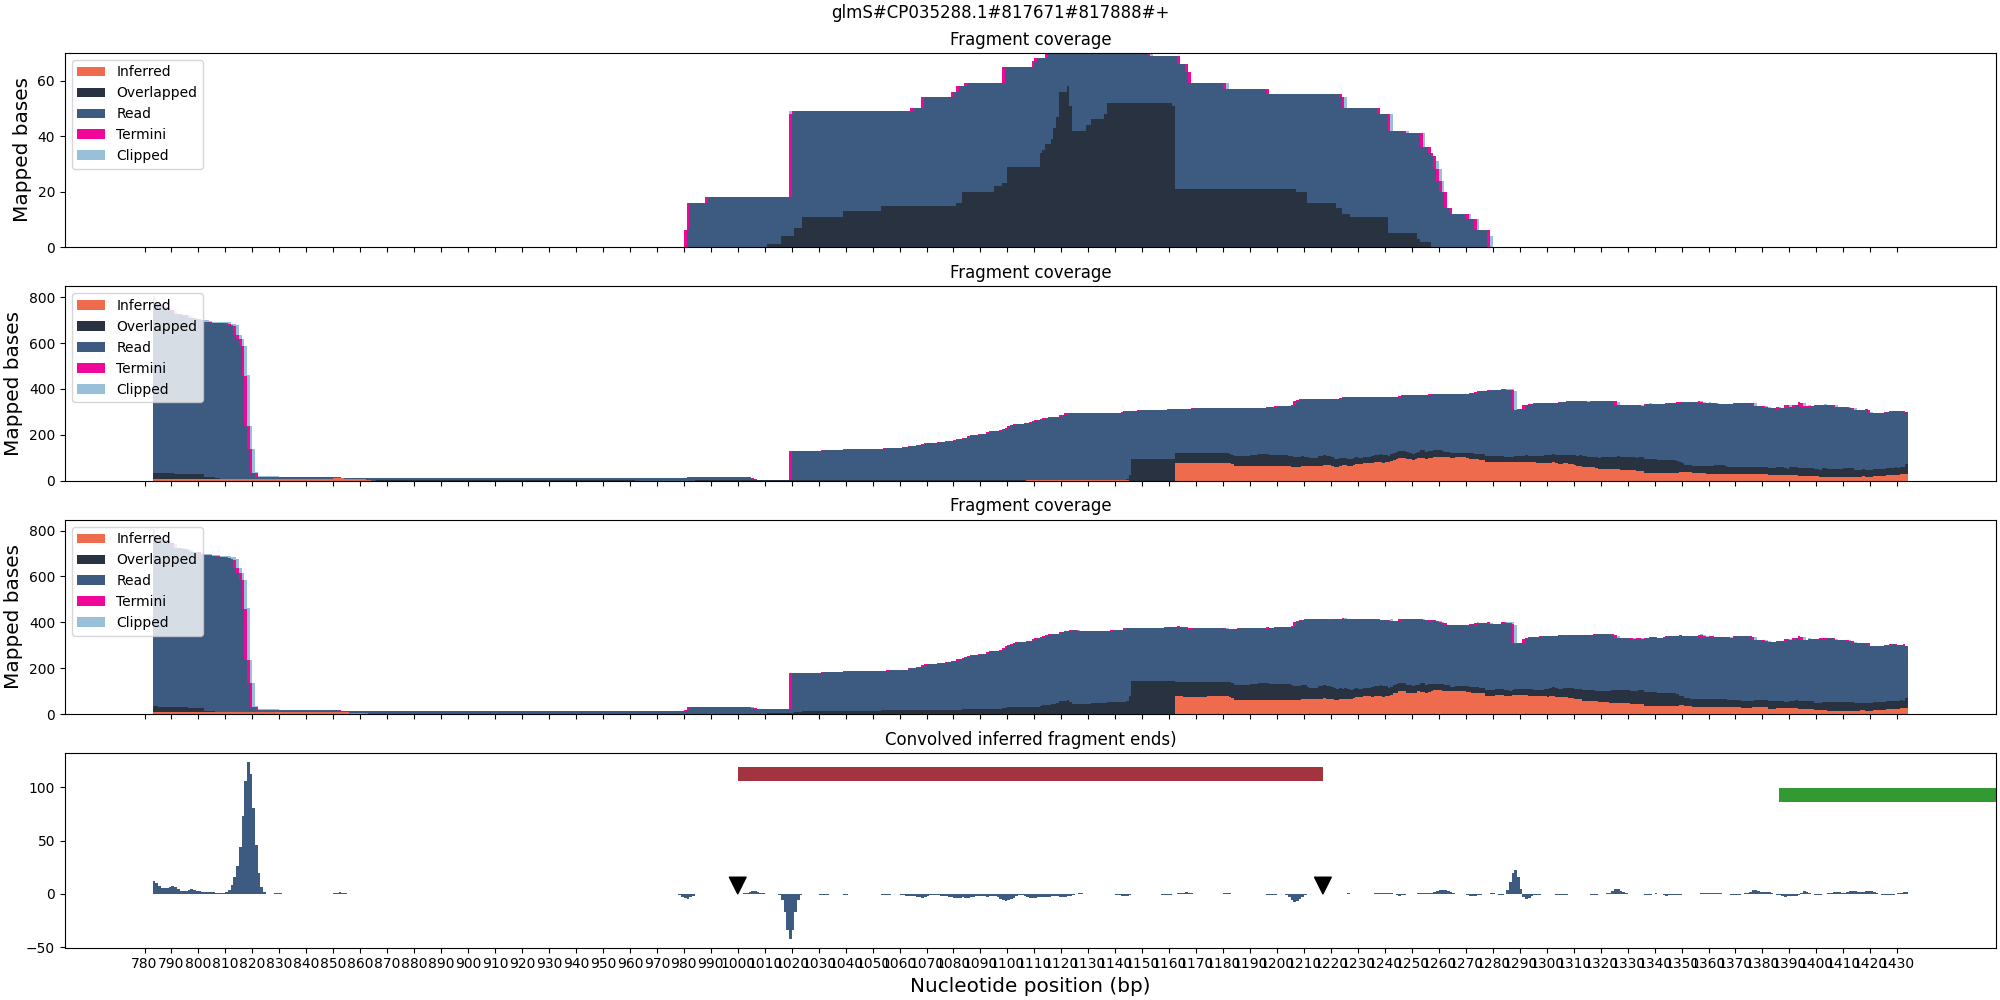 glmS#CP035288.1#817671#817888#+
Fragment coverage
Mapped bases
60
40
20
0
Inferred
Overlapped
Read
Termini
Clipped
Fragment coverage
Mapped bases
800
600
400
200
0
Inferred
Overlapped
Read
Termini
Clipped
Fragment coverage
Mapped bases
800
600
400
200
0
Inferred
Overlapped
Read
Termini
Clipped
Convolved inferred fragment ends)
100
50
0
−50
780 790 800 810 820 830 840 850 860 870 880 890 900 910 920 930 940 950 960 970 980 990 1000 1010 1020 1030 1040 1050 1060 1070 1080 1090 1100 1110 1120 1130 1140 1150 1160 1170 1180 1190 1200 1210 1220 1230 1240 1250 1260 1270 1280 1290 1300 1310 1320 1330 1340 1350 1360 1370 1380 1390 1400 1410 1420 1430
Nucleotide position (bp)